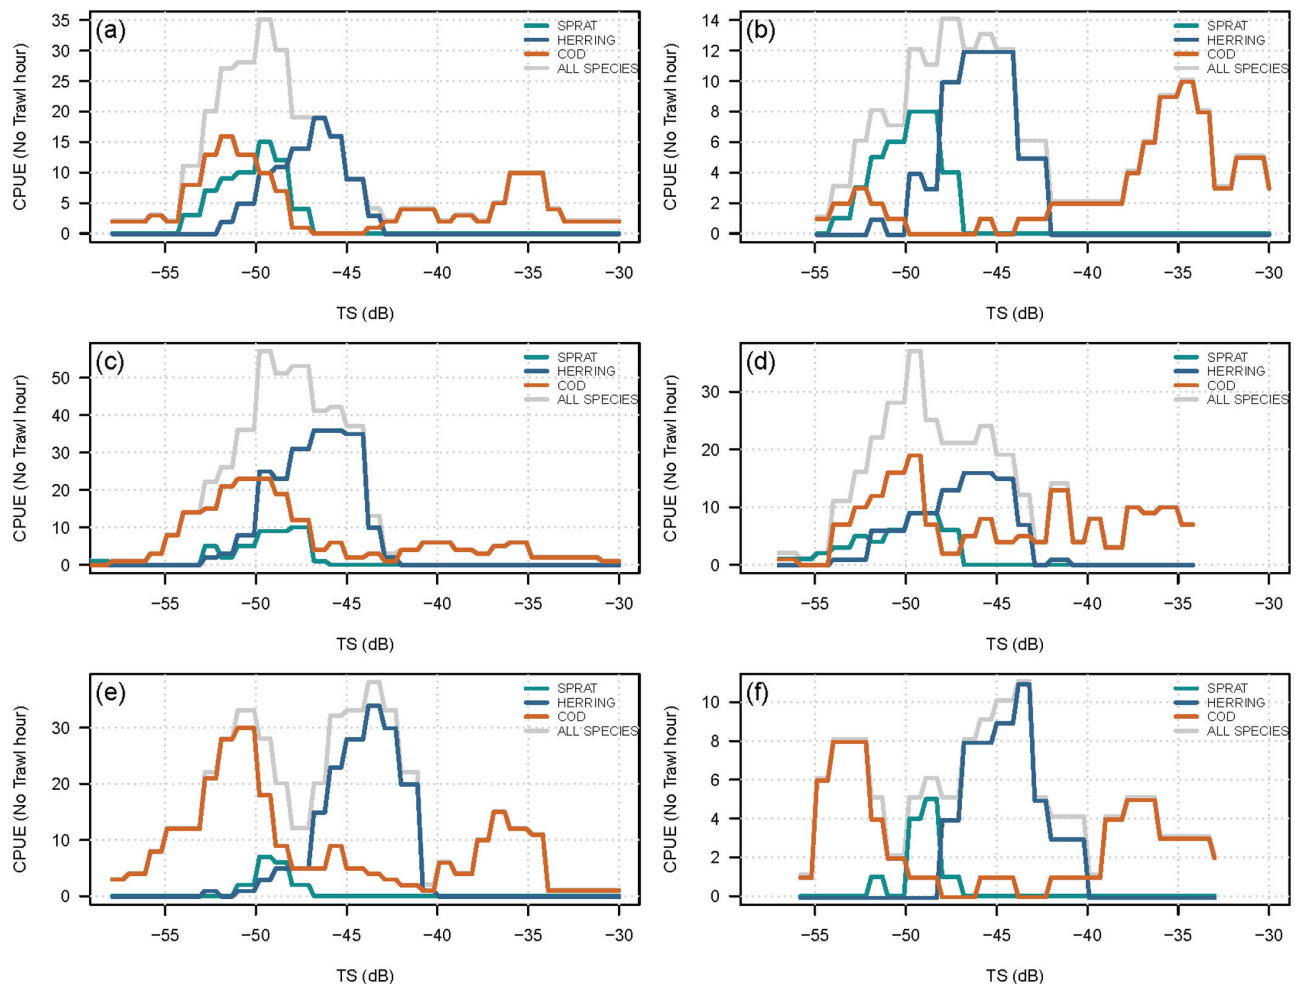 (a)
SPRAT
HERRING
COD
ALL SPECIES
CPUE (No Trawl hour)
35
30
25
20
15
10
5
0
−55 −50 −45 −40 −35 −30
TS (dB)
(b)
SPRAT
HERRING
COD
ALL SPECIES
CPUE (No Trawl hour)
14
12
10
8
6
4
2
0
−55 −50 −45 −40 −35 −30
TS (dB)
(c)
SPRAT
HERRING
COD
ALL SPECIES
CPUE (No Trawl hour)
50
40
30
20
10
0
−55 −50 −45 −40 −35 −30
TS (dB)
(d)
SPRAT
HERRING
COD
ALL SPECIES
CPUE (No Trawl hour)
30
20
10
0
−55 −50 −45 −40 −35 −30
TS (dB)
(e)
SPRAT
HERRING
COD
ALL SPECIES
CPUE (No Trawl hour)
30
20
10
0
−55 −50 −45 −40 −35 −30
TS (dB)
(f)
SPRAT
HERRING
COD
ALL SPECIES
CPUE (No Trawl hour)
10
8
6
4
2
0
−55 −50 −45 −40 −35 −30
TS (dB)